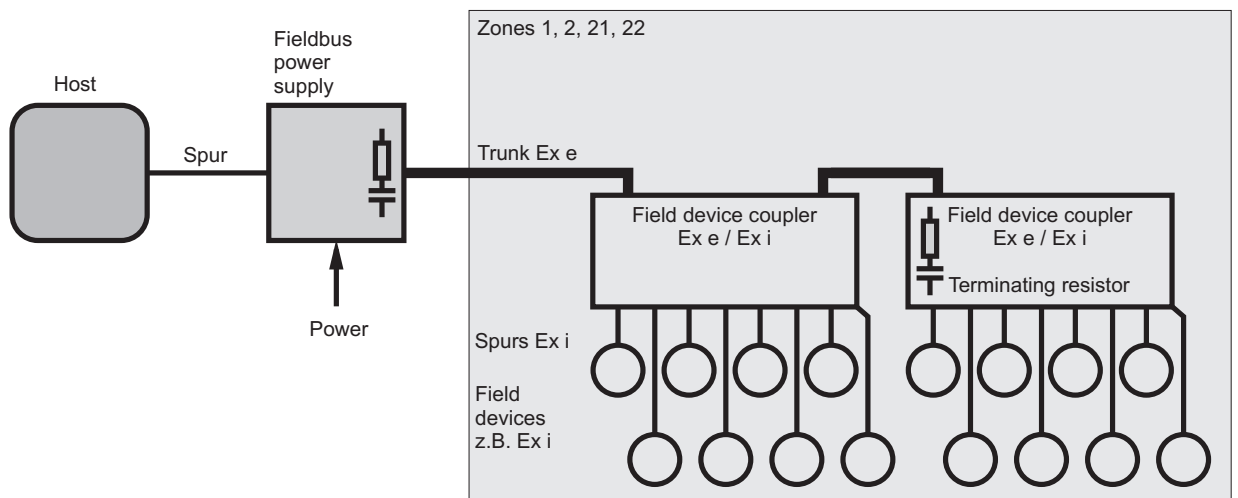 Zones 1, 2, 21, 22
Fieldbus
power
supply
Host
Spur
Trunk Ex e
Field device coupler
Ex e / Ex i
Field device coupler
Ex e / Ex i
Terminating resistor
Power
Spurs Ex i
Field
devices
z.B. Ex i